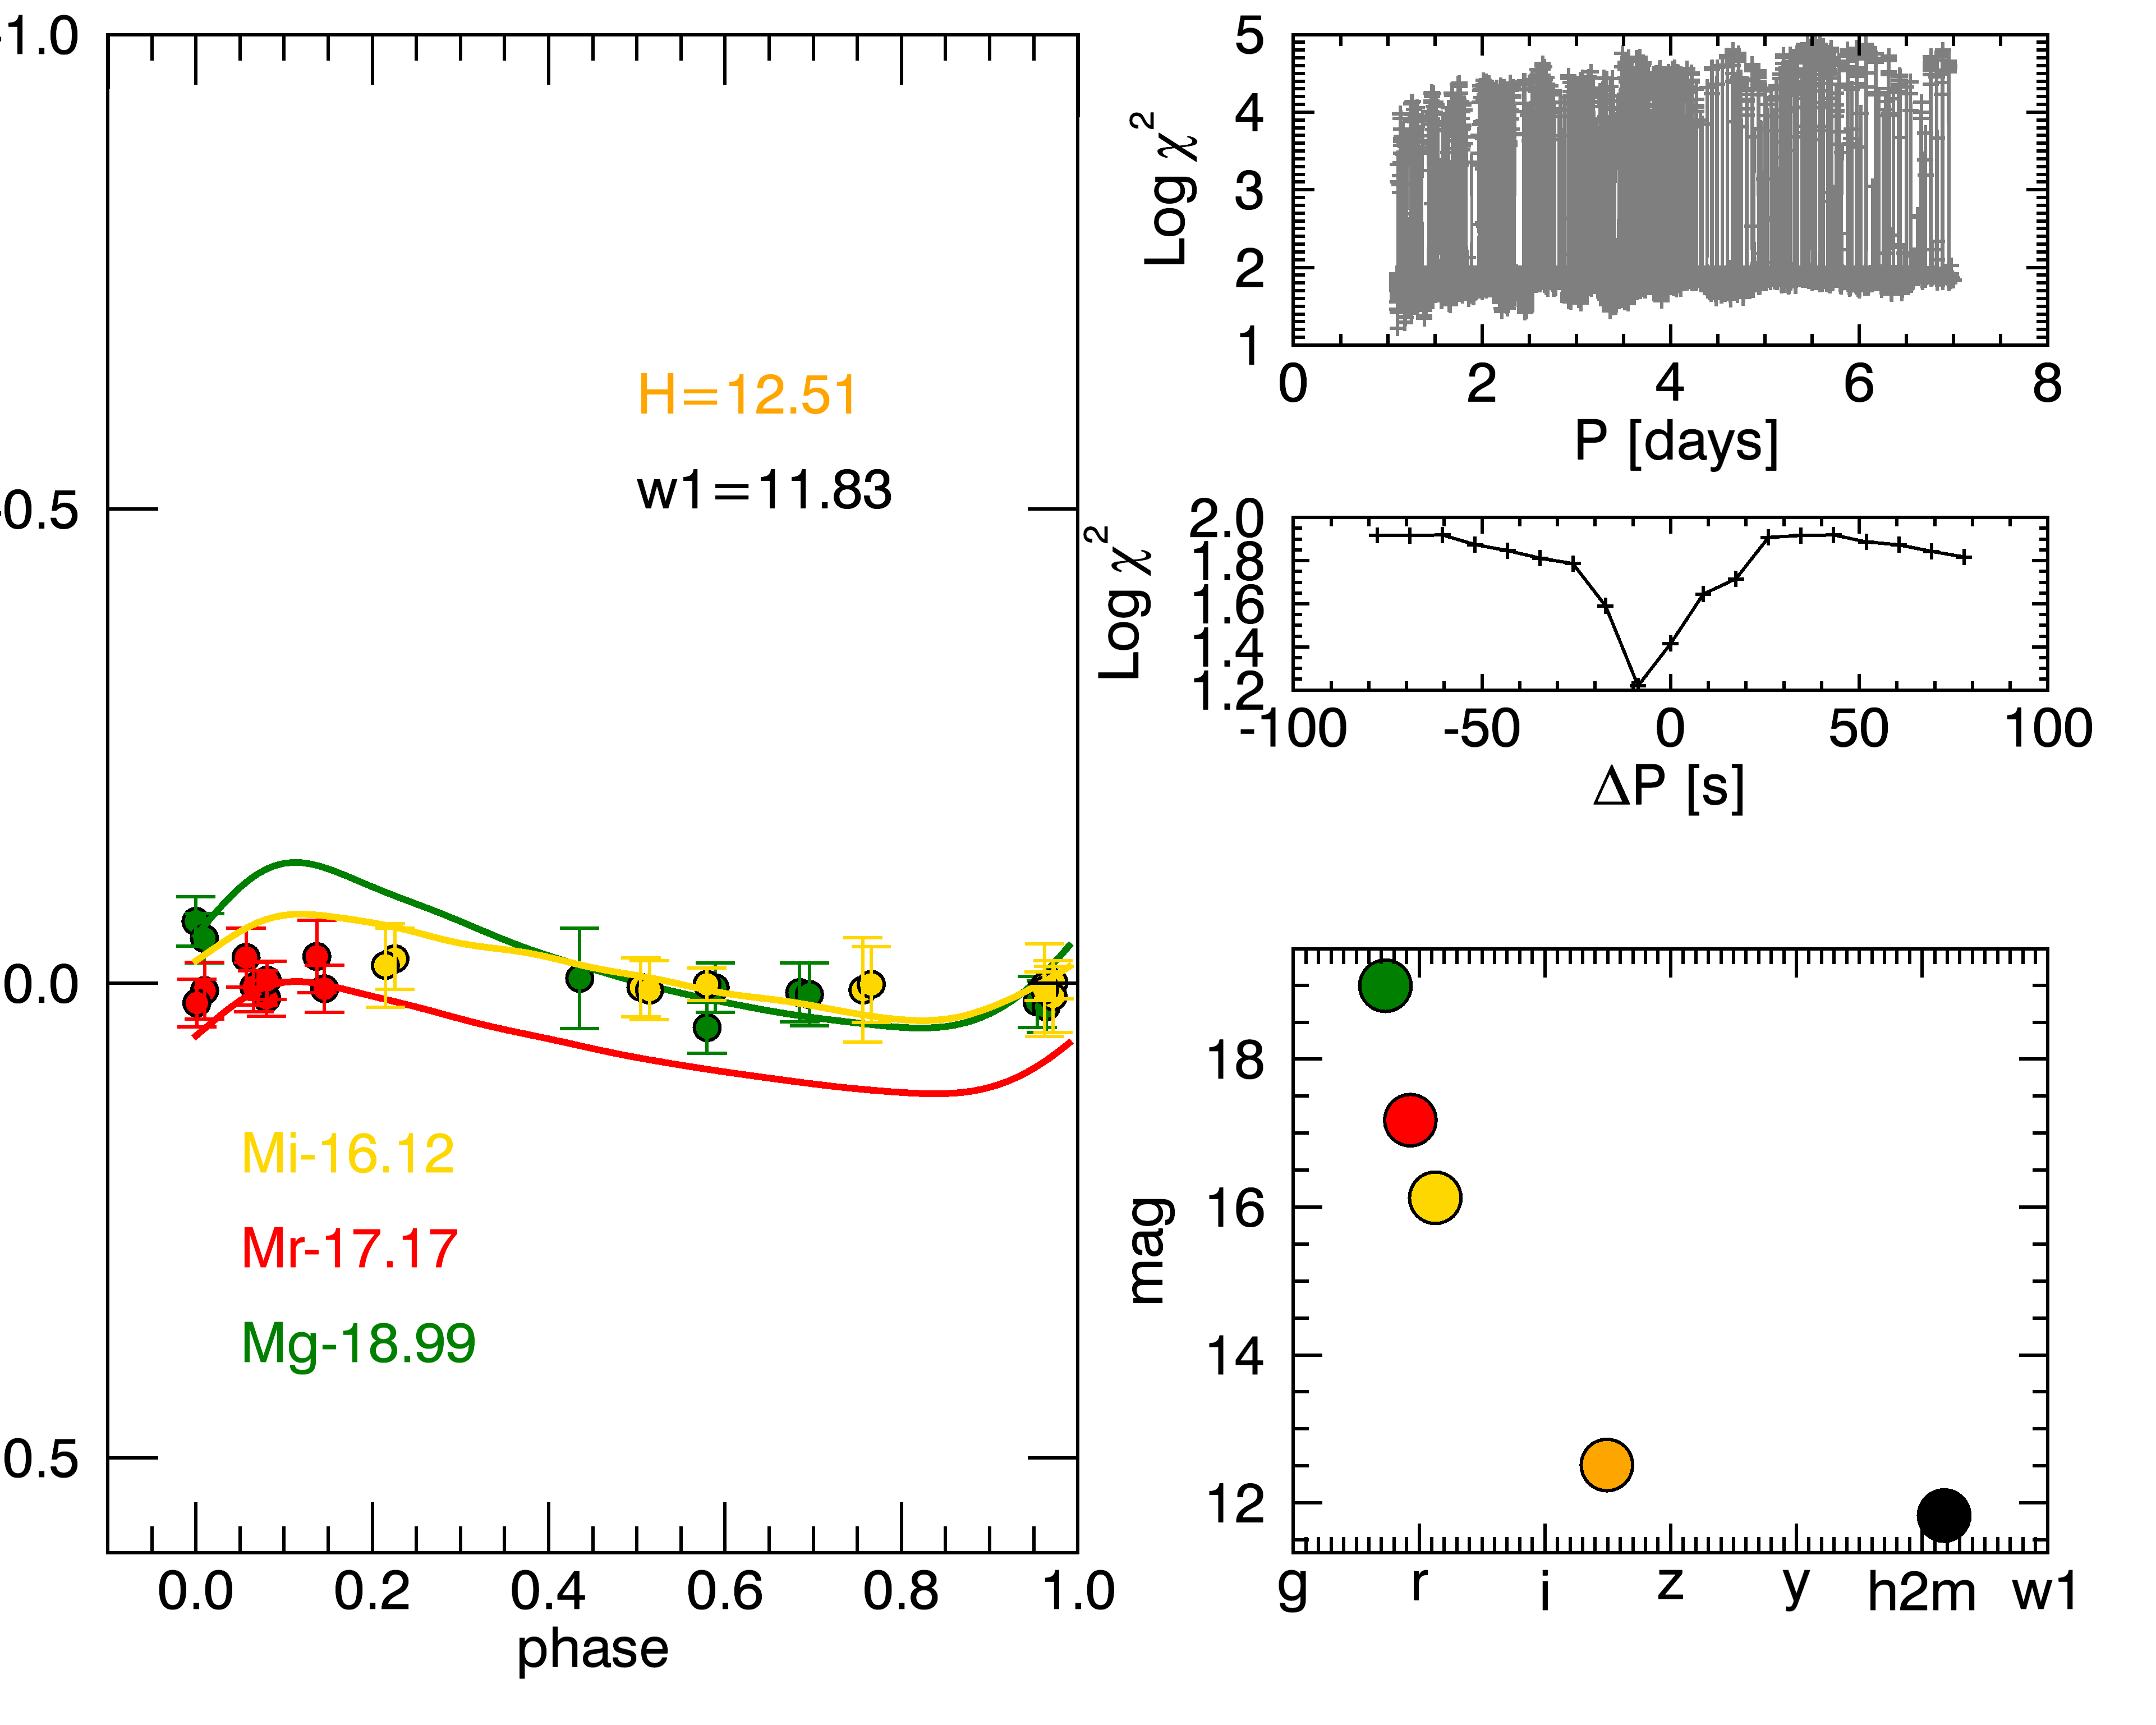 -1.0
-0.5
0.0
0.5
0.0 0.2 0.4 0.6 0.8 1.0
phase
H=12.51
w1=11.83
Mi-16.12
Mr-17.17
Mg-18.99
5
4
3
2
1
Log χ²
0 2 4 6 8
P [days]
2.0
1.8
1.6
1.4
1.2
Log χ²
-100 -50 0 50 100
ΔP [s]
18
16
14
12
mag
g r i z y h2m w1